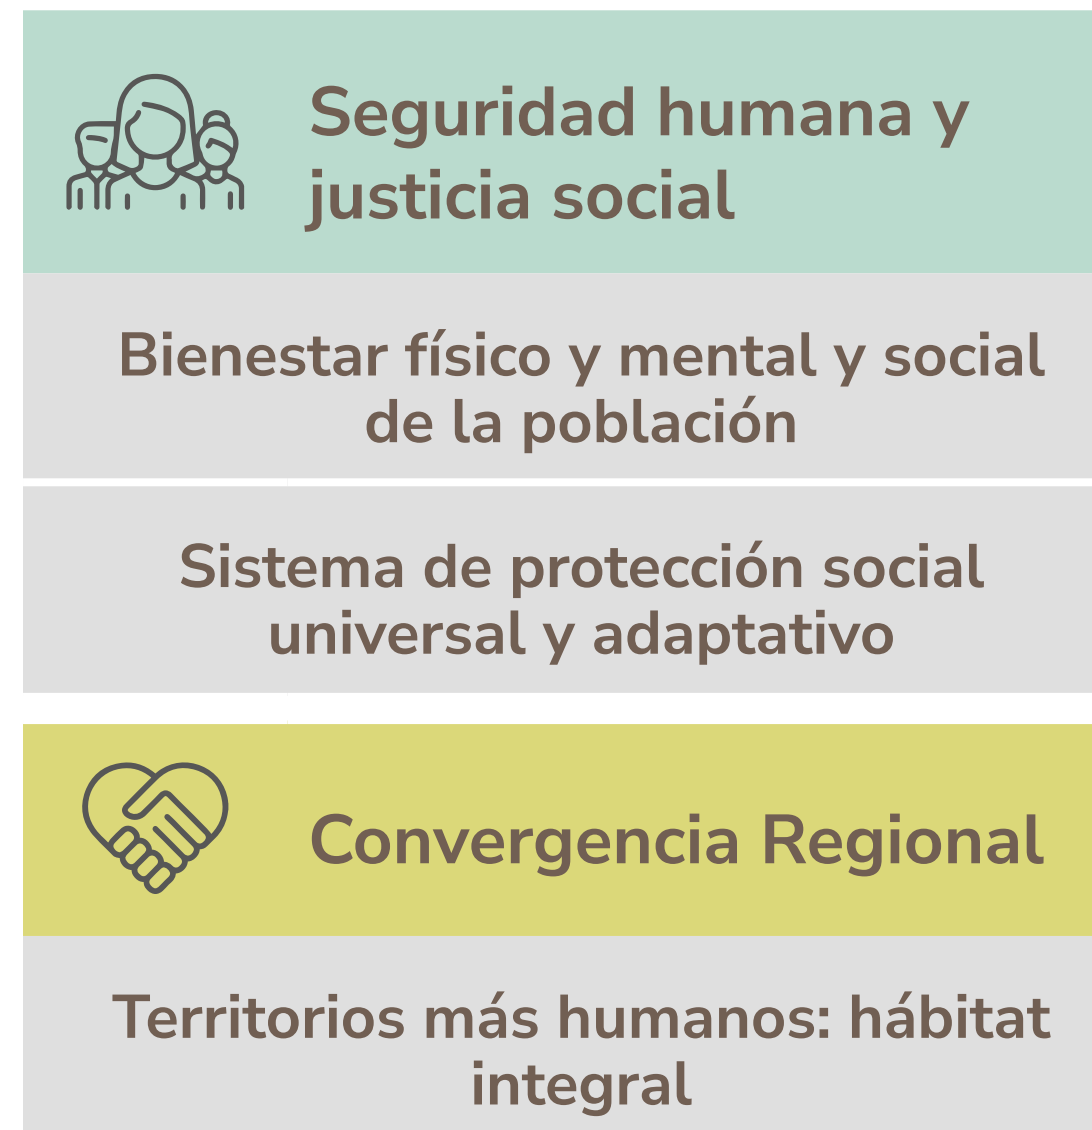 Seguridad humana y
justicia social
Bienestar físico y mental y social
de la población
Sistema de protección social
universal y adaptativo
Convergencia Regional
Territorios más humanos: hábitat
integral